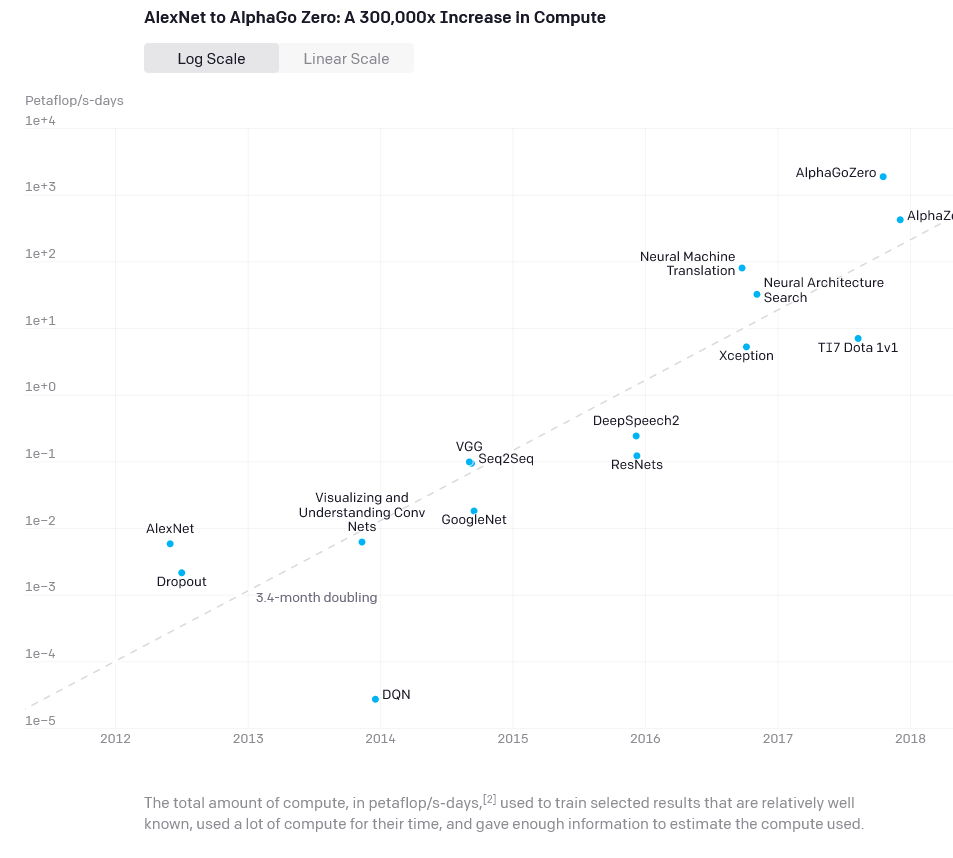 AlexNet to AlphaGo Zero: A 300,000x Increase in Compute
Log Scale
Linear Scale
Petaflop/s-days
1e+4
1e+3
1e+2
1e+1
1e+0
1e-1
1e-2
1e-3
1e-4
1e-5
AlphaGoZero
AlphaZe
Neural Machine
Translation
Neural Architecture
Search
Xception
TI7 Dota 1v1
DeepSpeech2
ResNets
VGG
Seq2Seq
GoogleNet
Visualizing and
Understanding Conv
Nets
AlexNet
Dropout
3.4-month doubling
DQN
2012
2013
2014
2015
2016
2017
2018
The total amount of compute, in petaflop/s-days,[2] used to train selected results that are relatively well
known, used a lot of compute for their time, and gave enough information to estimate the compute used.